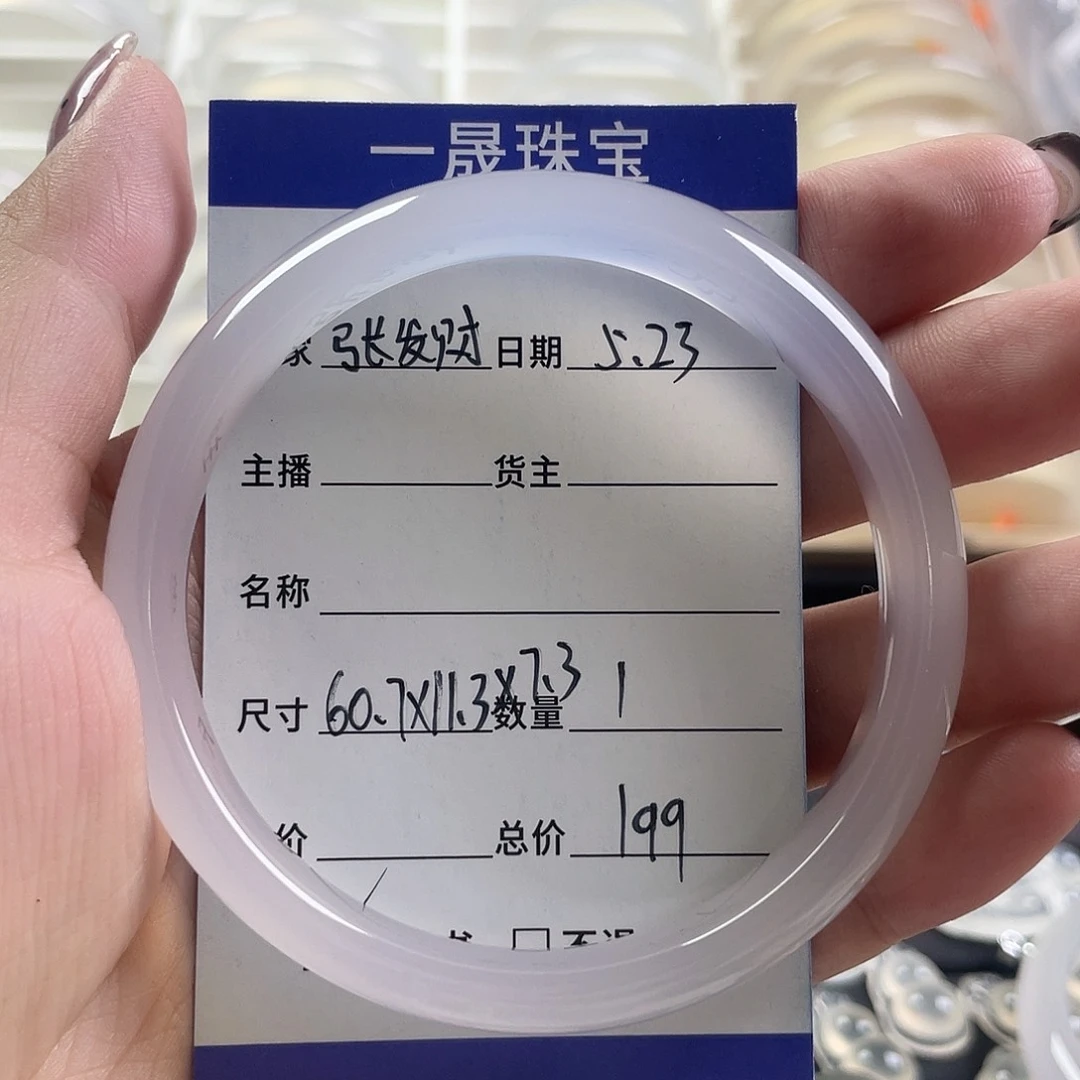 一晟珠宝
家 张发财 日期 5.23
主播 货主
名称
尺寸 60.7X11.3X7.3 数量 1
价 总价 199